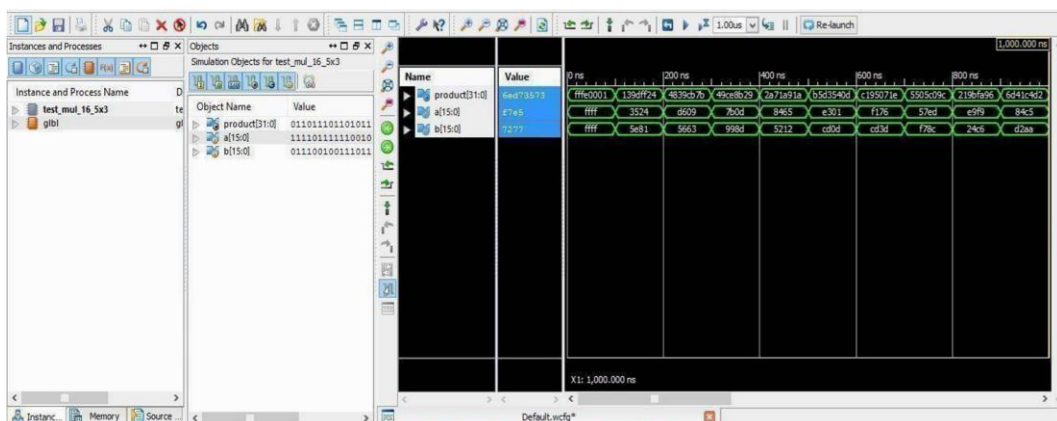 1.00us Re-launch
Instances and Processes
Objects
1,000.000 ns
Simulation Objects for test_mul_16_5x3
Instance and Process Name D
test_mul_16_5x3 te
glbl gl
Object Name Value
product[31:0] 011011101101011
a[15:0] 111101111110010
b[15:0] 011100100111011
Name Value
0 ns 200 ns 400 ns 600 ns 800 ns
product[31:0] 6ed73573 fffe0001 139dff24 4839cb7b 49ce8b29 2a71a91a b5d3540d c195071e 5505c09c 219bfa96 6d41c4d2
a[15:0] f7e5 ffff 3524 d609 7b0d 8465 e301 f176 57ed e9f9 84c5
b[15:0] 7277 ffff 5e81 5663 998d 5212 cd0d cd3d f78c 24c6 d2aa
X1: 1,000.000 ns
Instanc... Memory Source ...
Default.wcfg*